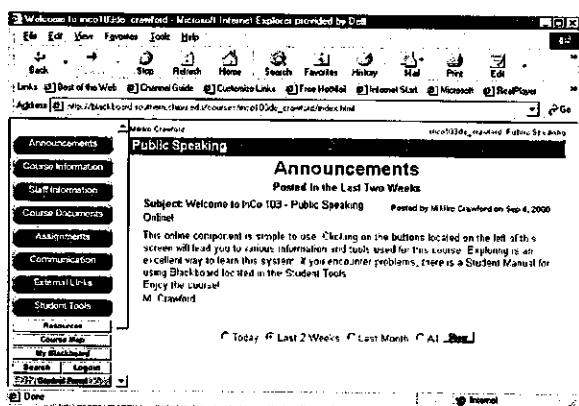 Welcome to inco103dc_crawford - Microsoft Internet Explorer provided by Dell
File Edit View Favorites Tools Help
Back Stop Refresh Home Search Favorites History Mail Print Edit
Links Best of the Web Channel Guide Customize Links Free HotMail Internet Start Microsoft RealPlayer
Address Go
Crawford Public Speaking
Public Speaking
Announcements
Course Information
Staff Information
Course Documents
Assignments
Communication
External Links
Student Tools
Resources
Course Map
My Blackboard
Search Logout
Control Panel
Announcements
Posted In the Last Two Weeks
Subject: Welcome to InCo 103 - Public Speaking Posted by Mikiko Crawford on Sep 4, 2000
Online!
This online component is simple to use. Clicking on the buttons located on the left of this
screen will lead you to various information and tools used for this course. Exploring is an
excellent way to learn this system. If you encounter problems, there is a Student Manual for
using Blackboard located in the Student Tools.
Enjoy the course!
M. Crawford
Today Last 2 Weeks Last Month All
Done Internet